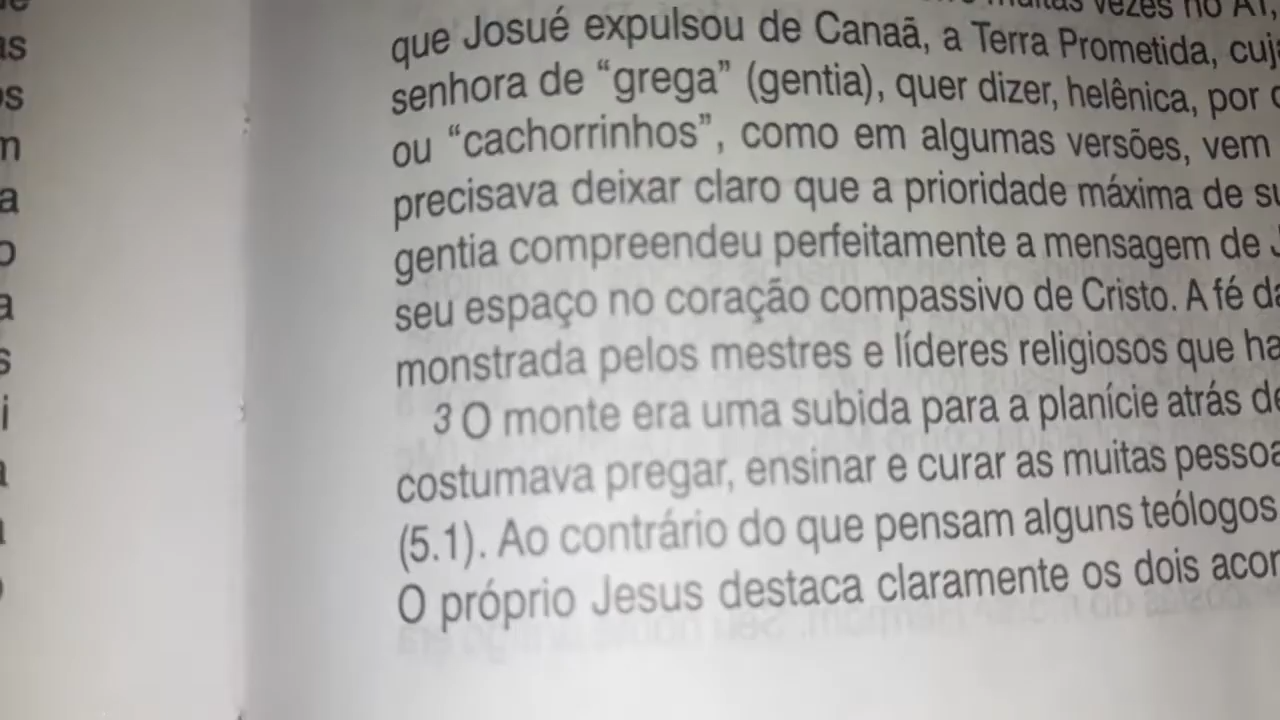 muitas vezes no AT,
que Josué expulsou de Canaã, a Terra Prometida,
senhora de “grega” (gentia), quer dizer, helênica, por
ou “cachorrinhos”, como em algumas versões, vem
precisava deixar claro que a prioridade máxima de
gentia compreendeu perfeitamente a mensagem de
seu espaço no coração compassivo de Cristo. A fé
monstrada pelos mestres e líderes religiosos que
3 O monte era uma subida para a planície atrás
costumava pregar, ensinar e curar as muitas
(5.1). Ao contrário do que pensam alguns teólogos
O próprio Jesus destaca claramente os dois